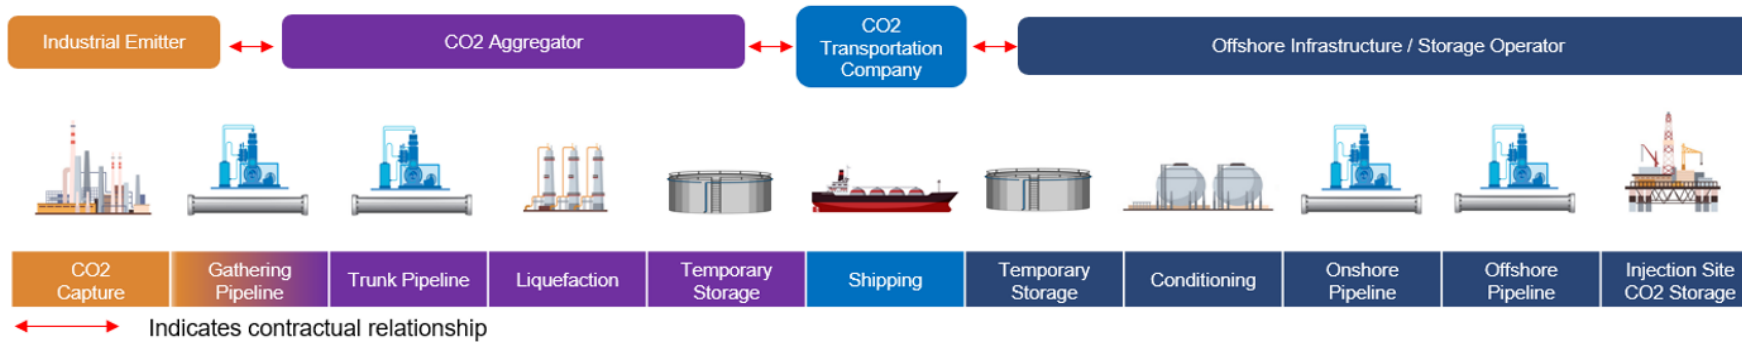 Industrial Emitter
CO2 Aggregator
CO2
Transportation
Company
Offshore Infrastructure / Storage Operator
CO2
Capture
Gathering
Pipeline
Trunk Pipeline
Liquefaction
Temporary
Storage
Shipping
Temporary
Storage
Conditioning
Onshore
Pipeline
Offshore
Pipeline
Injection Site
CO2 Storage
Indicates contractual relationship